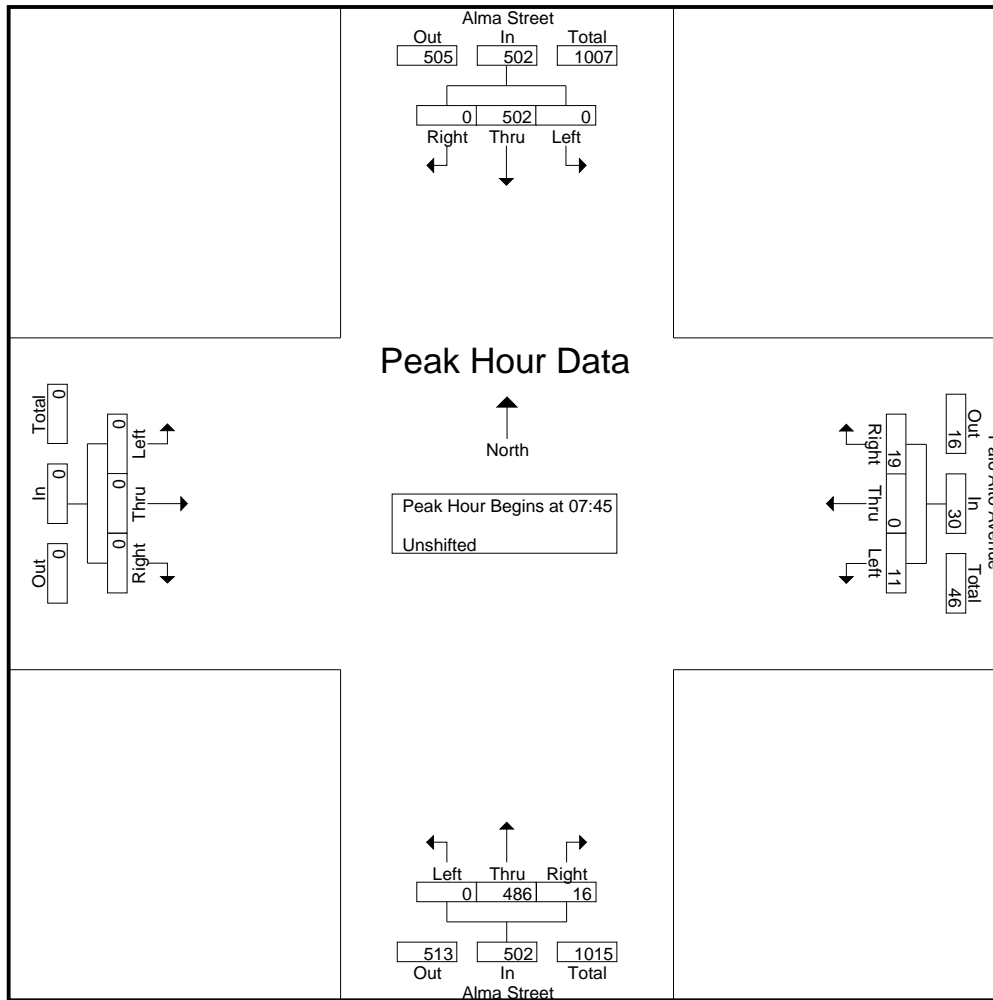 Alma Street
Out In Total
505 502 1007
0 502 0
Right Thru Left
Peak Hour Data
North
Peak Hour Begins at 07:45
Unshifted
Total In Out
0 0 0
0 0 0
Left Thru Right
Right Thru Left
19 0 11
16 30 46
Out In Total
Palo Alto Avenue
Left Thru Right
0 486 16
513 502 1015
Out In Total
Alma Street